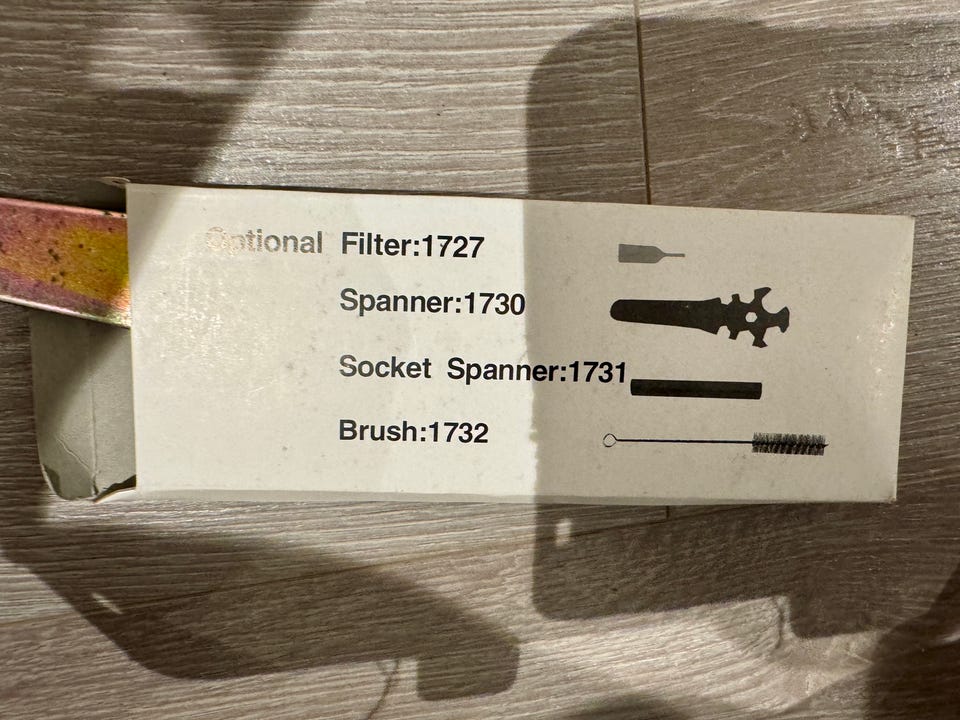 Optional Filter:1727
Spanner:1730
Socket Spanner:1731
Brush:1732